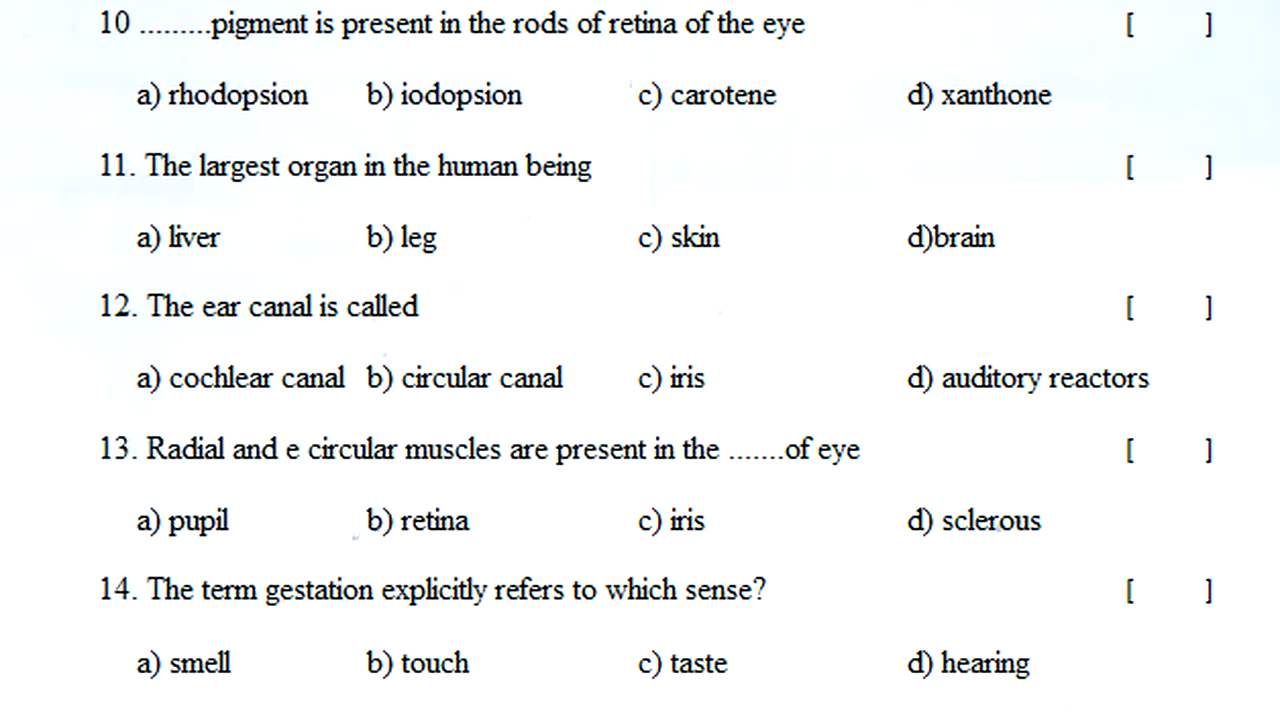 10 .........pigment is present in the rods of retina of the eye [ ]
a) rhodopsion b) iodopsion c) carotene d) xanthone
11. The largest organ in the human being [ ]
a) liver b) leg c) skin d)brain
12. The ear canal is called [ ]
a) cochlear canal b) circular canal c) iris d) auditory reactors
13. Radial and e circular muscles are present in the .......of eye [ ]
a) pupil b) retina c) iris d) sclerous
14. The term gestation explicitly refers to which sense? [ ]
a) smell b) touch c) taste d) hearing